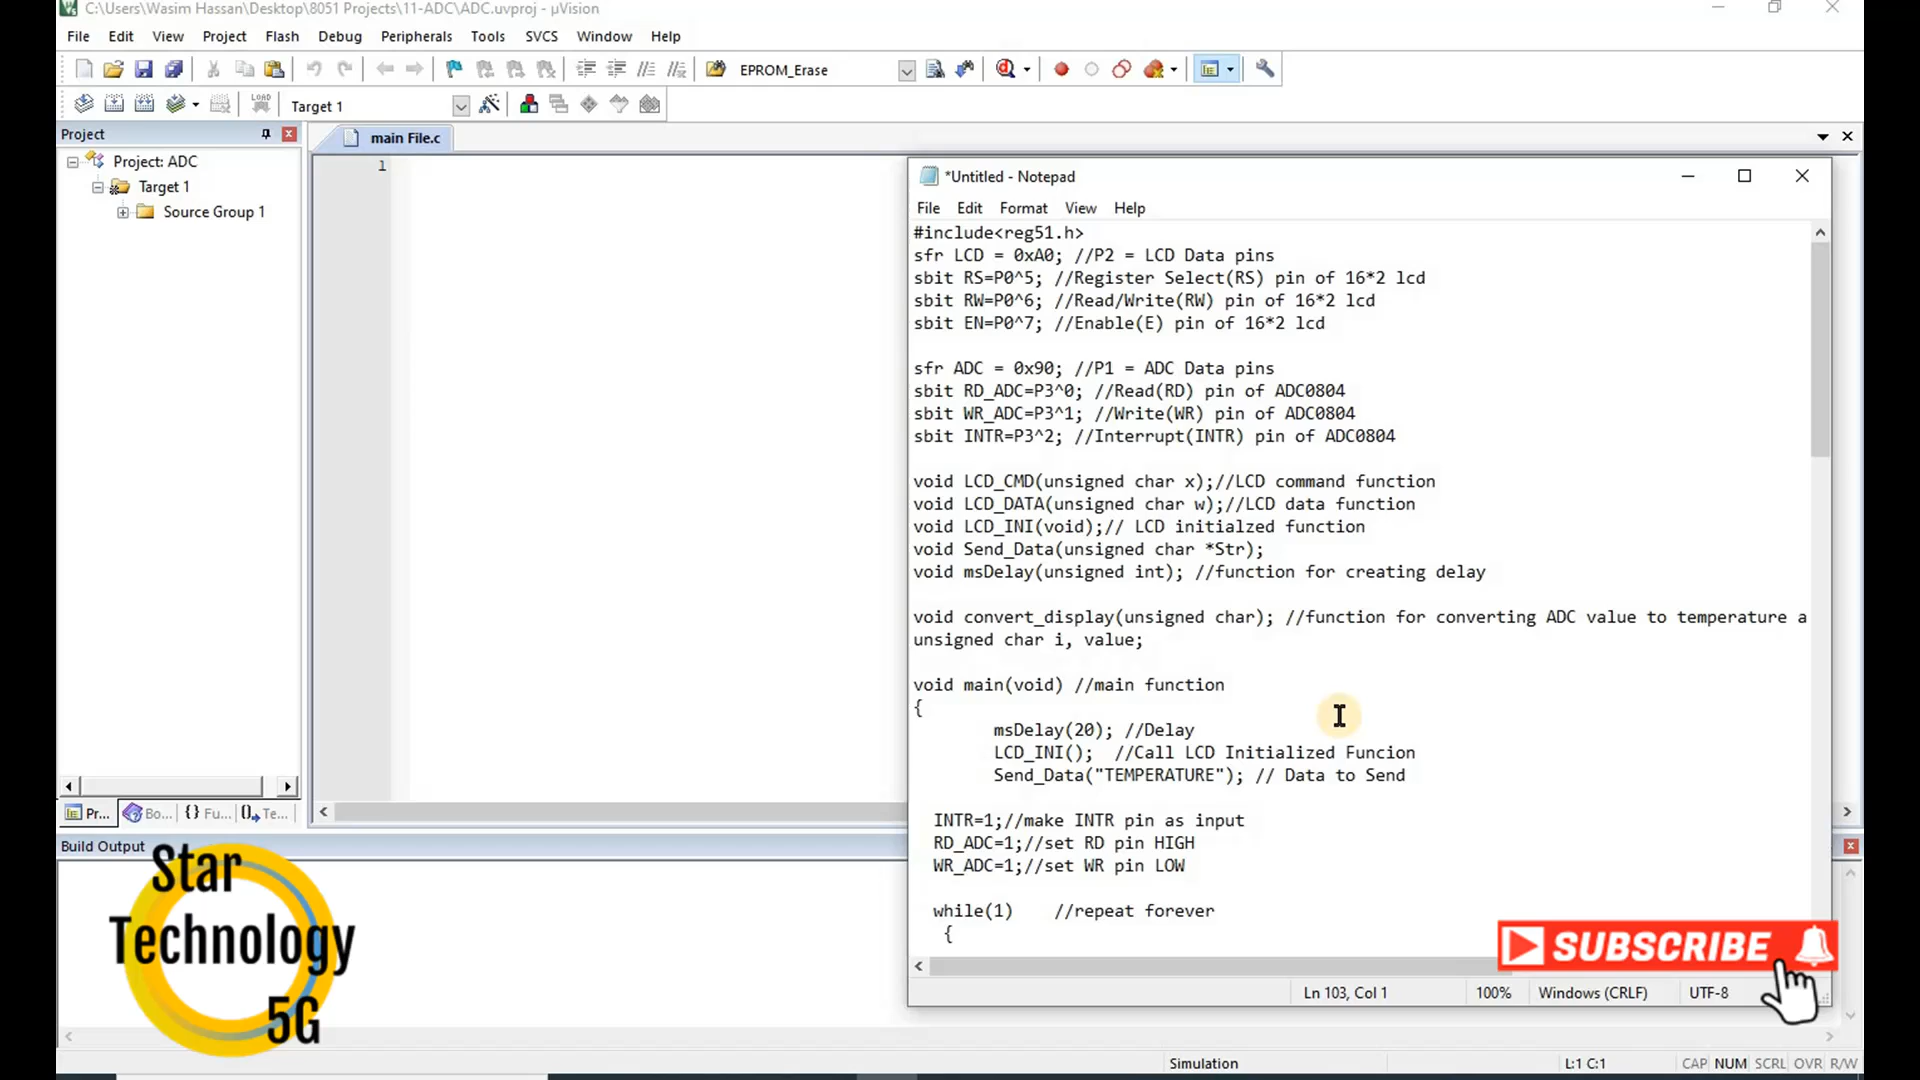 C:\Users\Wasim Hassan\Desktop\8051 Projects\11-ADC\ADC.uvproj - µVision
File Edit View Project Flash Debug Peripherals Tools SVCS Window Help
EPROM_Erase
LOAD
Target 1
Project
main File.c
Project: ADC
Target 1
Source Group 1
1
*Untitled - Notepad
File Edit Format View Help
#include<reg51.h>
sfr LCD = 0xA0; //P2 = LCD Data pins
sbit RS=P0^5; //Register Select(RS) pin of 16*2 lcd
sbit RW=P0^6; //Read/Write(RW) pin of 16*2 lcd
sbit EN=P0^7; //Enable(E) pin of 16*2 lcd
sfr ADC = 0x90; //P1 = ADC Data pins
sbit RD_ADC=P3^0; //Read(RD) pin of ADC0804
sbit WR_ADC=P3^1; //Write(WR) pin of ADC0804
sbit INTR=P3^2; //Interrupt(INTR) pin of ADC0804
void LCD_CMD(unsigned char x);//LCD command function
void LCD_DATA(unsigned char w);//LCD data function
void LCD_INI(void);// LCD initialzed function
void Send_Data(unsigned char *Str);
void msDelay(unsigned int); //function for creating delay
void convert_display(unsigned char); //function for converting ADC value to temperature a
unsigned char i, value;
void main(void) //main function
{
msDelay(20); //Delay
LCD_INI(); //Call LCD Initialized Funcion
Send_Data("TEMPERATURE"); // Data to Send
INTR=1;//make INTR pin as input
RD_ADC=1;//set RD pin HIGH
WR_ADC=1;//set WR pin LOW
while(1) //repeat forever
{
Ln 103, Col 1 100% Windows (CRLF) UTF-8
Pr... Bo... {} Fu... Te...
Build Output
Star
Technology
5G
SUBSCRIBE
Simulation L:1 C:1 CAP NUM SCRL OVR R/W